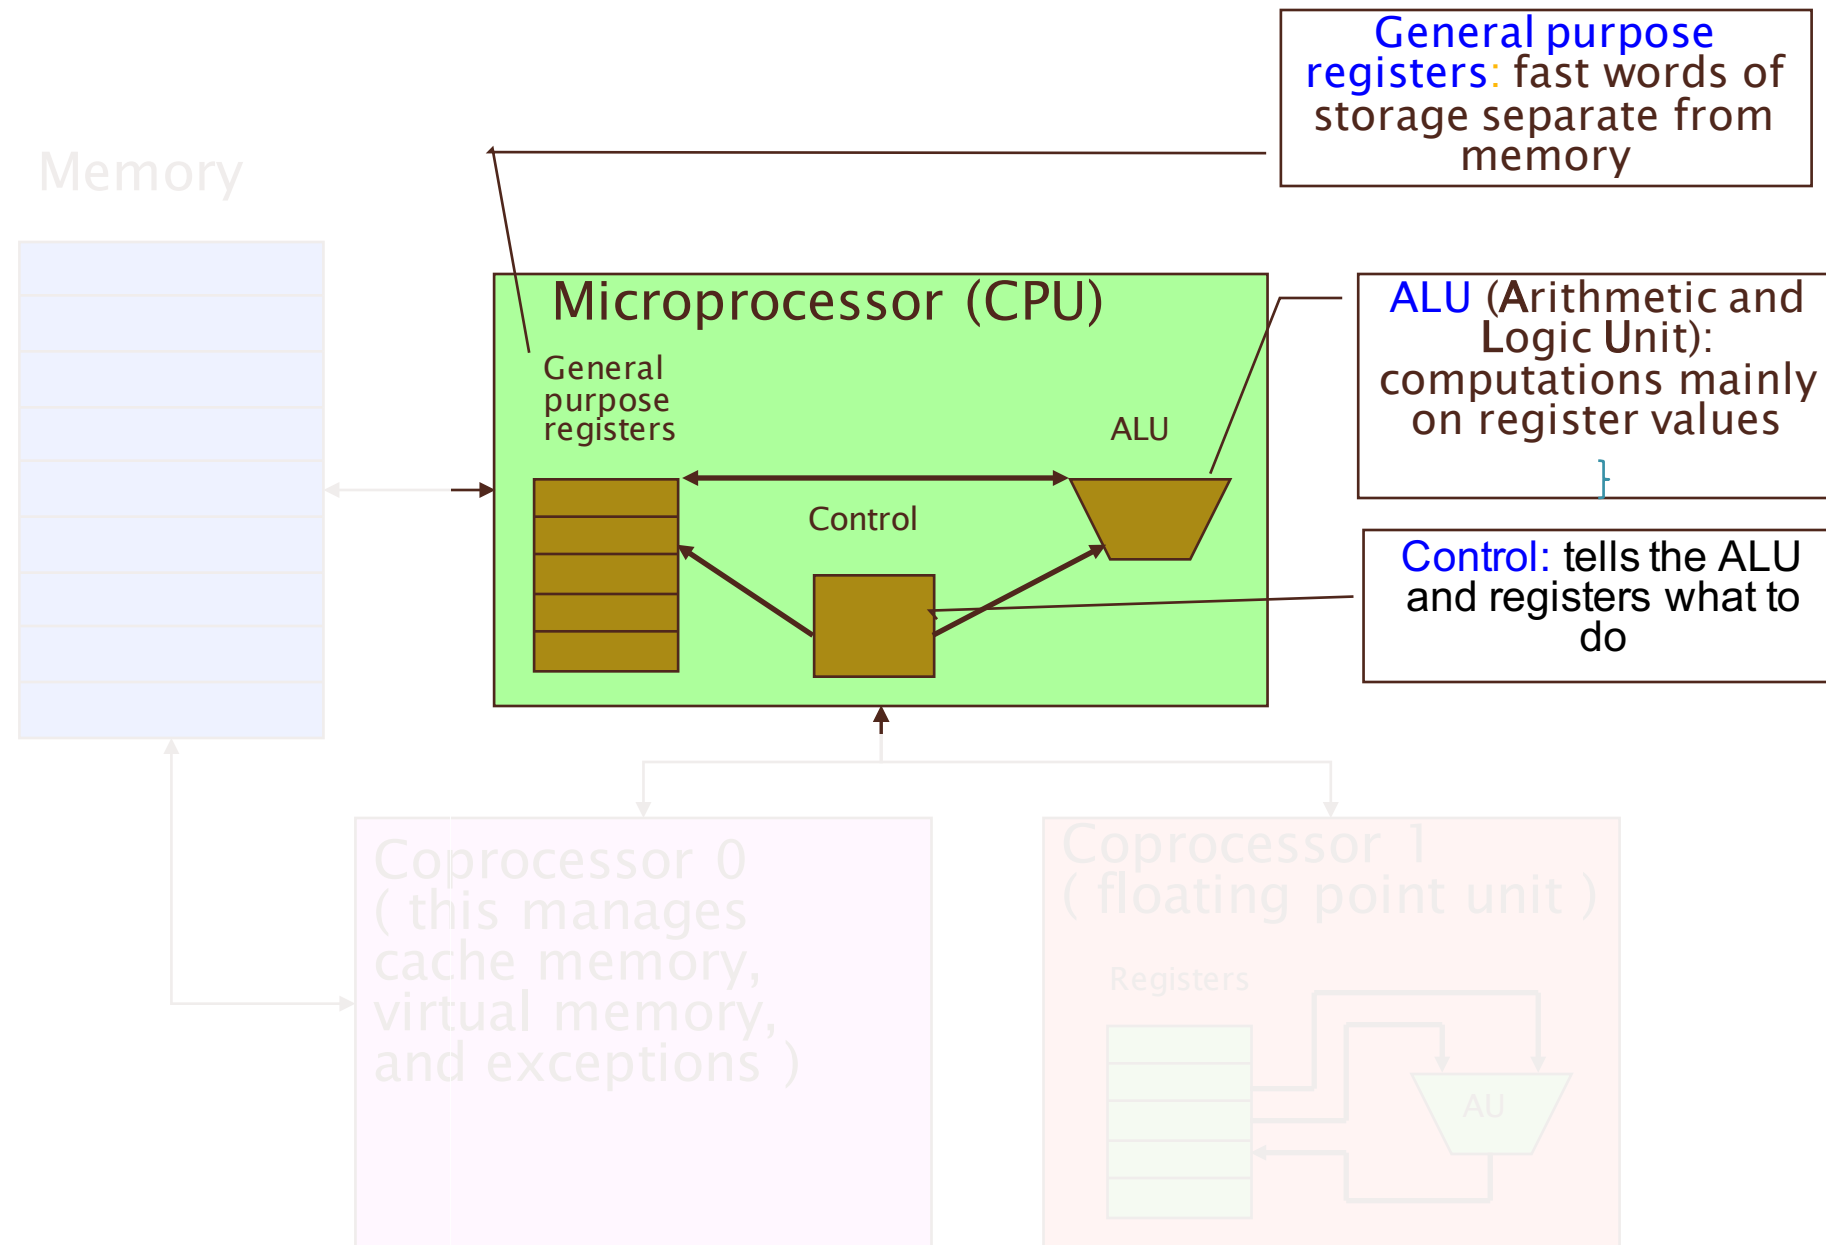 General purpose
registers: fast words of
storage separate from
memory
Memory
Microprocessor (CPU)
General
purpose
registers
ALU
Control
ALU (Arithmetic and
Logic Unit):
computations mainly
on register values
}
Control: tells the ALU
and registers what to
do
Coprocessor 0
( this manages
cache memory,
virtual memory,
and exceptions )
Coprocessor 1
( floating point unit )
Registers
AU